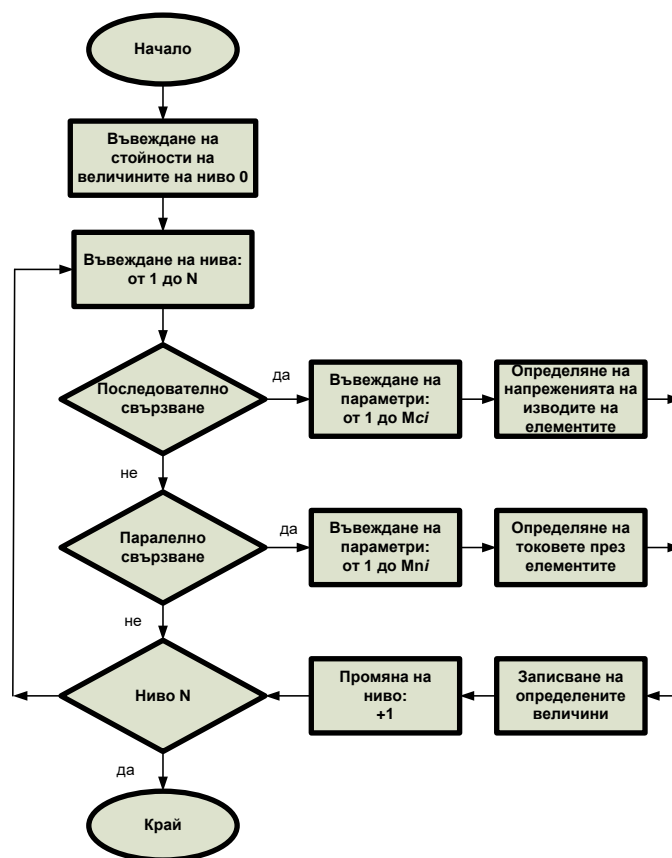 Начало
Въвеждане на
стойности на
величините на ниво 0
Въвеждане на нива:
от 1 до N
Последователно
свързване
да
Въвеждане на
параметри:
от 1 до Mci
Определяне на
напреженията на
изводите на
елементите
не
Паралелно
свързване
да
Въвеждане на
параметри:
от 1 до Mni
Определяне на
токовете през
елементите
не
Ниво N
Промяна на
ниво:
+1
Записване на
определените
величини
да
Край